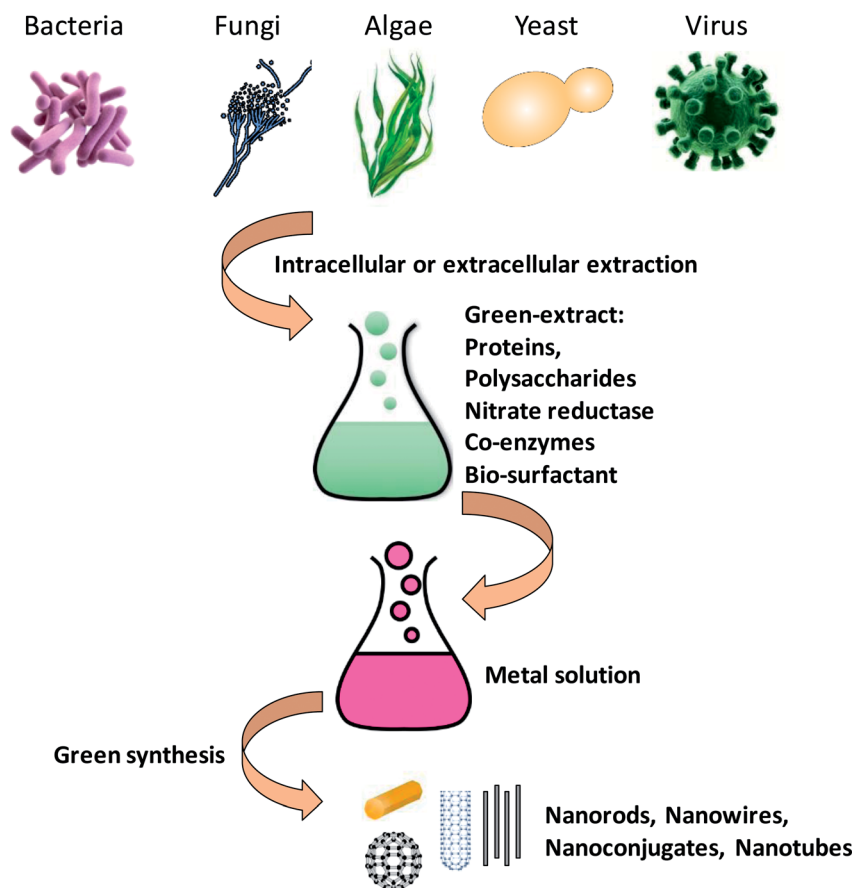 Bacteria Fungi Algae Yeast Virus
Intracellular or extracellular extraction
Green-extract:
Proteins,
Polysaccharides
Nitrate reductase
Co-enzymes
Bio-surfactant
Metal solution
Green synthesis
Nanorods, Nanowires,
Nanoconjugates, Nanotubes